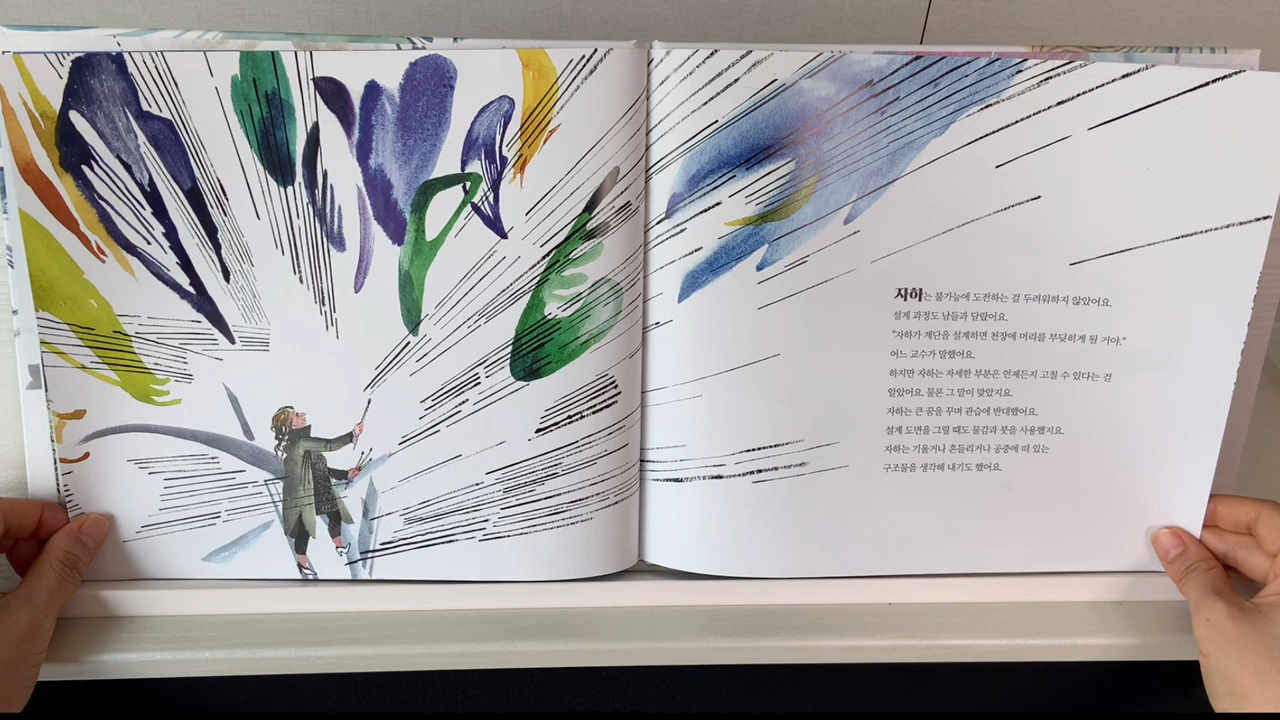 자하는 불가능에 도전하는 걸 두려워하지 않았어요.
설계 과정도 남들과 달랐어요.
“자하가 계단을 설계하면 천장에 머리를 부딪히게 될 거야.”
어느 교수가 말했어요.
하지만 자하는 자세한 부분은 언제든지 고칠 수 있다는 걸
알았어요. 물론 그 말이 맞았지요.
자하는 큰 꿈을 꾸며 관습에 반대했어요.
설계 도면을 그릴 때도 물감과 붓을 사용했지요.
자하는 기울거나 흔들리거나 공중에 떠 있는
구조물을 생각해 내기도 했어요.